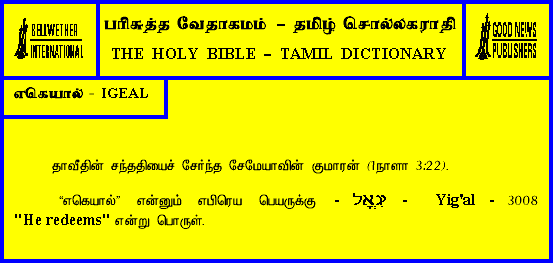 BELLWETHER
INTERNATIONAL
பரிசுத்த வேதாகமம் – தமிழ் சொல்லகராதி
THE HOLY BIBLE – TAMIL DICTIONARY
GOOD NEWS
PUBLISHERS
எகெயால் - IGEAL
தாவீதின் சந்ததியைச் சேர்ந்த சேமேயாவின் குமாரன் (1நாளா 3:22).
“எகெயால்” என்னும் எபிரெய பெயருக்கு - יִגְאָל - Yig'al - 3008
"He redeems" என்று பொருள்.